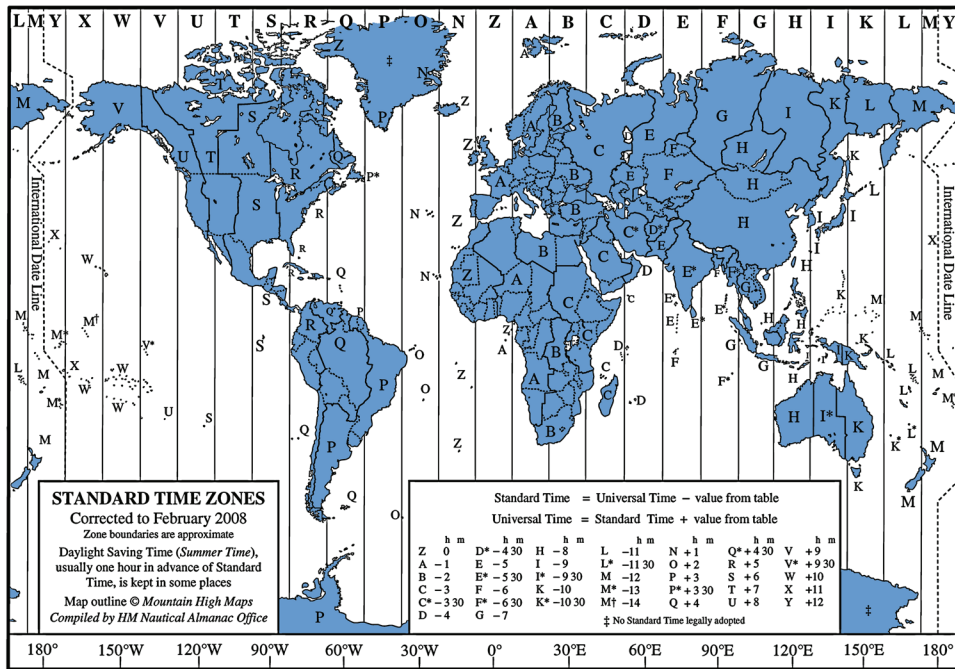 L M Y X W V U T S R Q P O N Z A B C D E F G H I K L M Y
STANDARD TIME ZONES
Corrected to February 2008
Zone boundaries are approximate
Daylight Saving Time (Summer Time),
usually one hour in advance of Standard
Time, is kept in some places
Map outline © Mountain High Maps
Compiled by HM Nautical Almanac Office
International Date Line
International Date Line
Z
‡
N
A
M V T S P Z A B C E G I K L M
U T R Q P* Z A B C E F H K
S R N Z A B C* D* E F H I K L
X W Q N Z A B C D E* F G H K X
M M† S R Q P Z A C E F H K M
M* V* S R Q O A B C D E G H I K L M
L X W W P O Z A C D F F* G H K L
M M* W U S Q P Z B H I* K L* M
M O K M
P ‡
Standard Time = Universal Time − value from table
Universal Time = Standard Time + value from table
h m h m h m h m h m h m h m
Z 0 D* − 4 30 H − 8 L −11 N + 1 Q* + 4 30 V + 9
A − 1 E − 5 I − 9 L* −11 30 O + 2 R + 5 V* + 9 30
B − 2 E* − 5 30 I* − 9 30 M −12 P + 3 S + 6 W +10
C − 3 F − 6 K −10 M* −13 P* + 3 30 T + 7 X +11
C* −3 30 F* − 6 30 K* −10 30 M† −14 Q + 4 U + 8 Y +12
D − 4 G − 7 ‡ No Standard Time legally adopted
180° 150°W 120°W 90°W 60°W 30°W 0° 30°E 60°E 90°E 120°E 150°E 180°